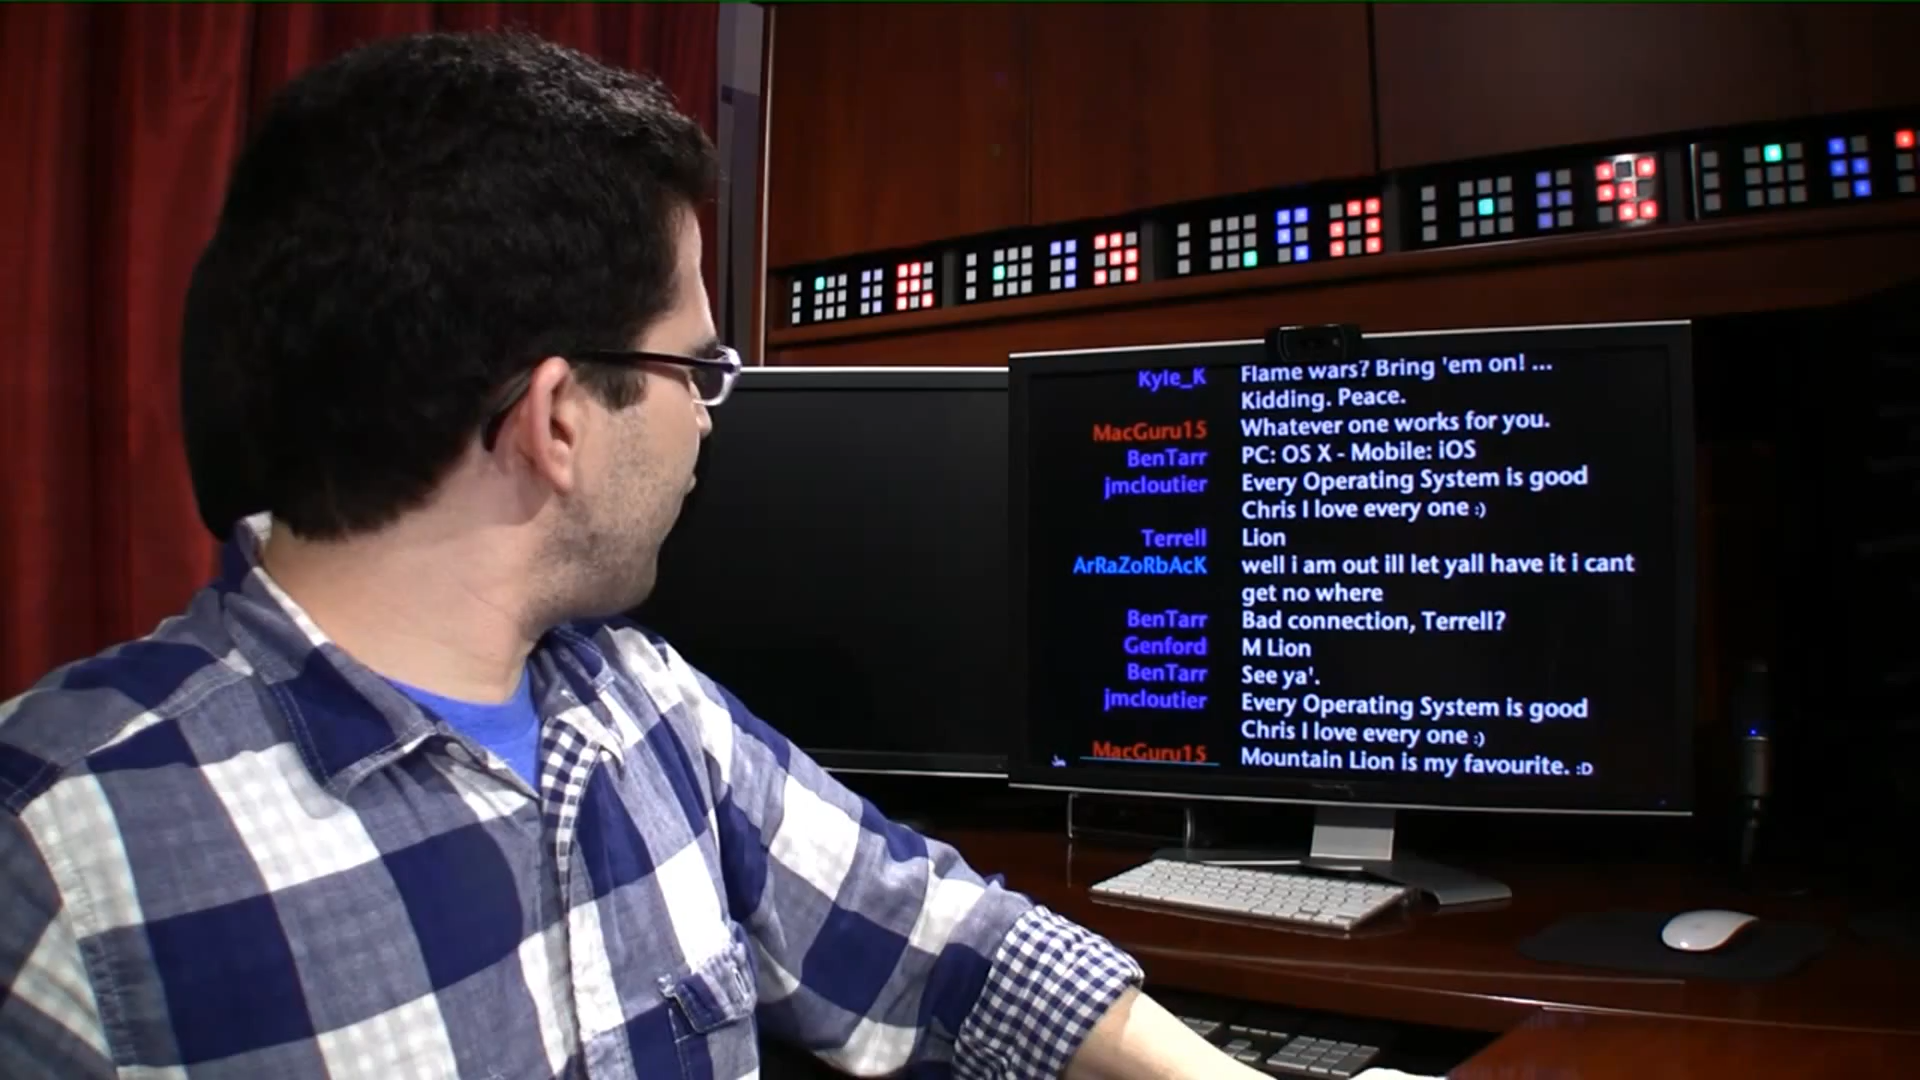 Kyle_K Flame wars? Bring 'em on! ...
Kidding. Peace.
MacGuru15 Whatever one works for you.
BenTarr PC: OS X - Mobile: iOS
jmcloutier Every Operating System is good
Chris I love every one :)
Terrell Lion
ArRaZoRbAcK well i am out ill let yall have it i cant
get no where
BenTarr Bad connection, Terrell?
Genford M Lion
BenTarr See ya'.
jmcloutier Every Operating System is good
Chris I love every one :)
MacGuru15 Mountain Lion is my favourite. :D